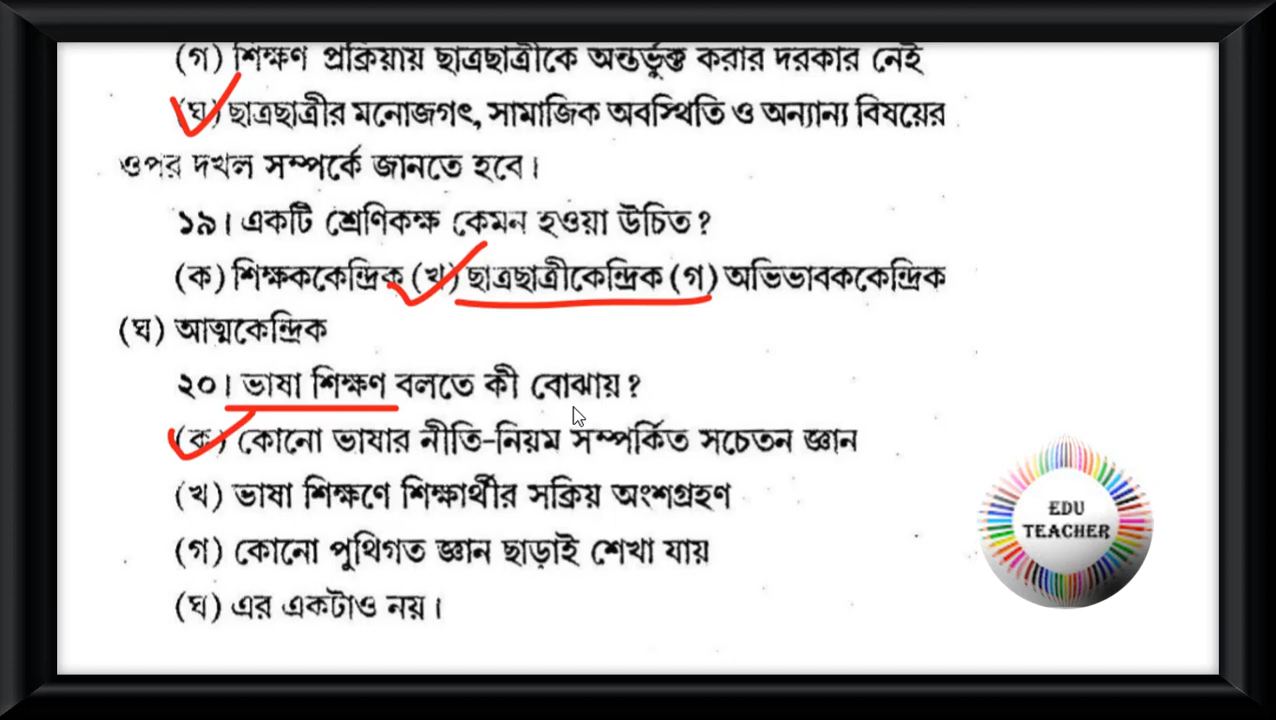 (গ) শিক্ষণ প্রক্রিয়ায় ছাত্রছাত্রীকে অন্তর্ভুক্ত করার দরকার নেই
(ঘ) ছাত্রছাত্রীর মনোজগৎ, সামাজিক অবস্থিতি ও অন্যান্য বিষয়ের
ওপর দখল সম্পর্কে জানতে হবে।
১৯। একটি শ্রেণিকক্ষ কেমন হওয়া উচিত?
(ক) শিক্ষককেন্দ্রিক (খ) ছাত্রছাত্রীকেন্দ্রিক (গ) অভিভাবককেন্দ্রিক
(ঘ) আত্মকেন্দ্রিক
২০। ভাষা শিক্ষণ বলতে কী বোঝায়?
(ক) কোনো ভাষার নীতি-নিয়ম সম্পর্কিত সচেতন জ্ঞান
(খ) ভাষা শিক্ষণে শিক্ষার্থীর সক্রিয় অংশগ্রহণ
(গ) কোনো পুথিগত জ্ঞান ছাড়াই শেখা যায়
(ঘ) এর একটাও নয়।
EDU
TEACHER